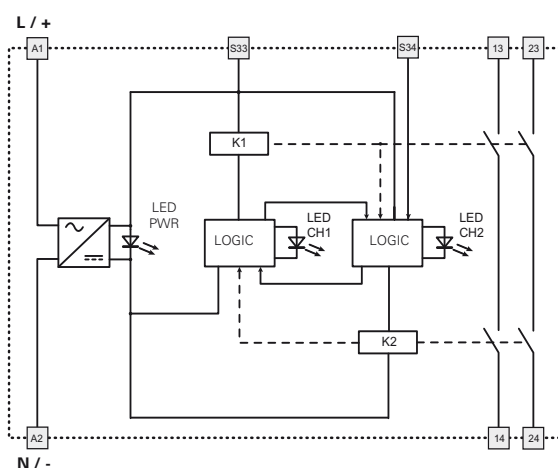 L / +
A1
S33
S34
13
23
K1
LED
PWR
LOGIC
LED
CH1
LOGIC
LED
CH2
K2
A2
14
24
N / -